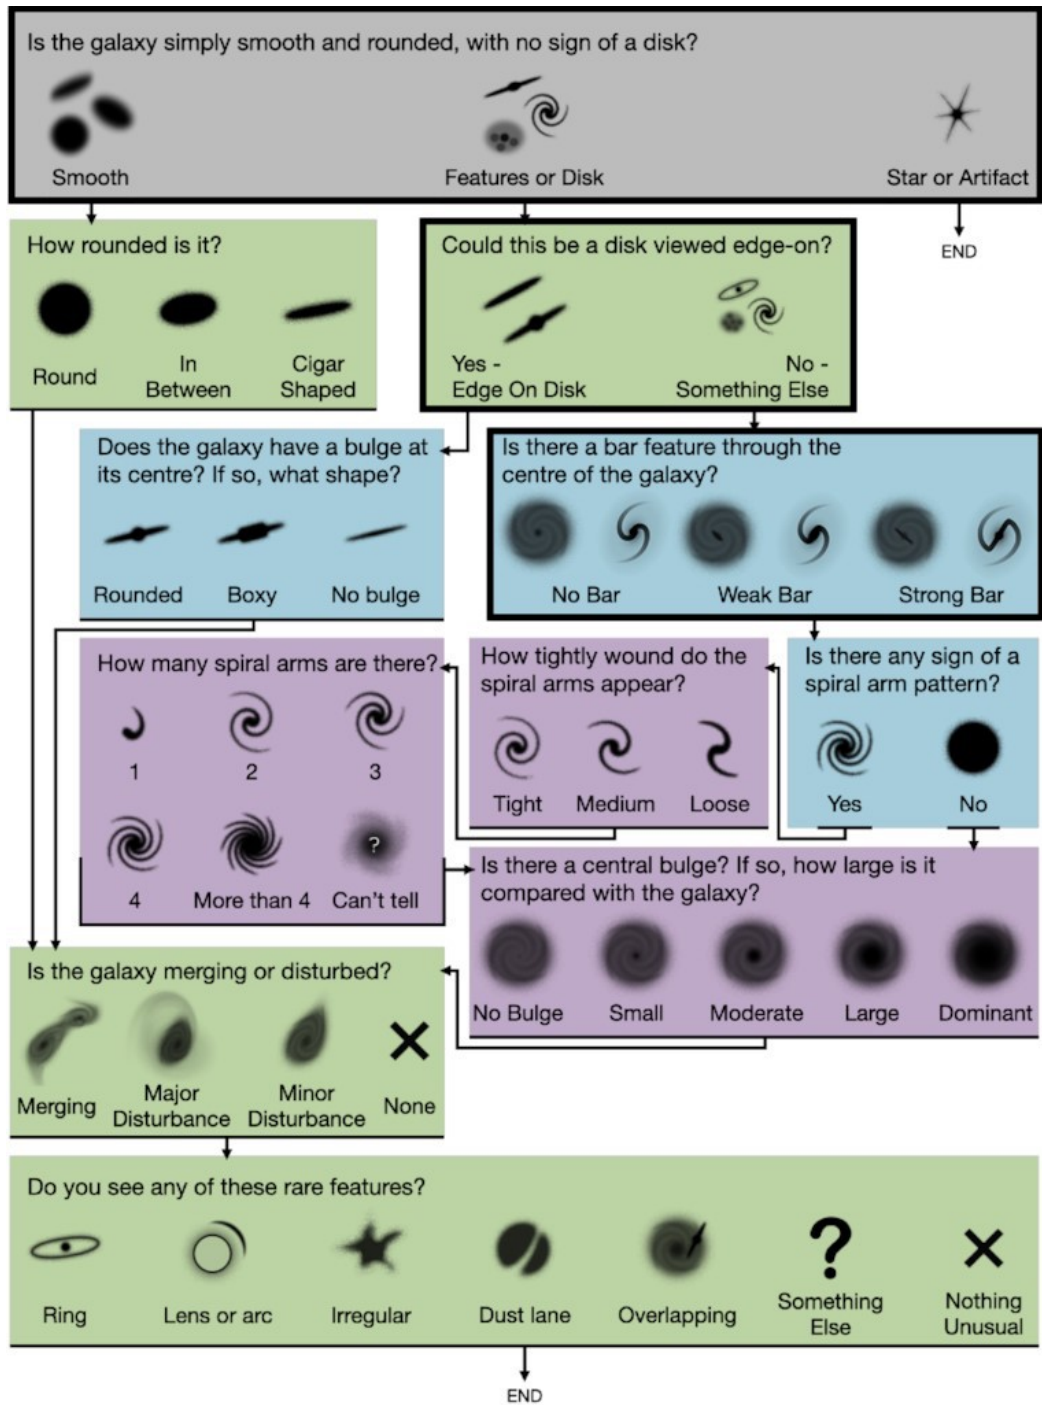 Is the galaxy simply smooth and rounded, with no sign of a disk?
Smooth
Features or Disk
Star or Artifact
END
How rounded is it?
Round
In
Between
Cigar
Shaped
Could this be a disk viewed edge-on?
Yes -
Edge On Disk
No -
Something Else
Does the galaxy have a bulge at
its centre? If so, what shape?
Rounded
Boxy
No bulge
Is there a bar feature through the
centre of the galaxy?
No Bar
Weak Bar
Strong Bar
How many spiral arms are there?
1
2
3
4
More than 4
?
Can't tell
How tightly wound do the
spiral arms appear?
Tight
Medium
Loose
Is there any sign of a
spiral arm pattern?
Yes
No
Is there a central bulge? If so, how large is it
compared with the galaxy?
No Bulge
Small
Moderate
Large
Dominant
Is the galaxy merging or disturbed?
Merging
Major
Disturbance
Minor
Disturbance
None
Do you see any of these rare features?
Ring
Lens or arc
Irregular
Dust lane
Overlapping
?
Something
Else
Nothing
Unusual
END